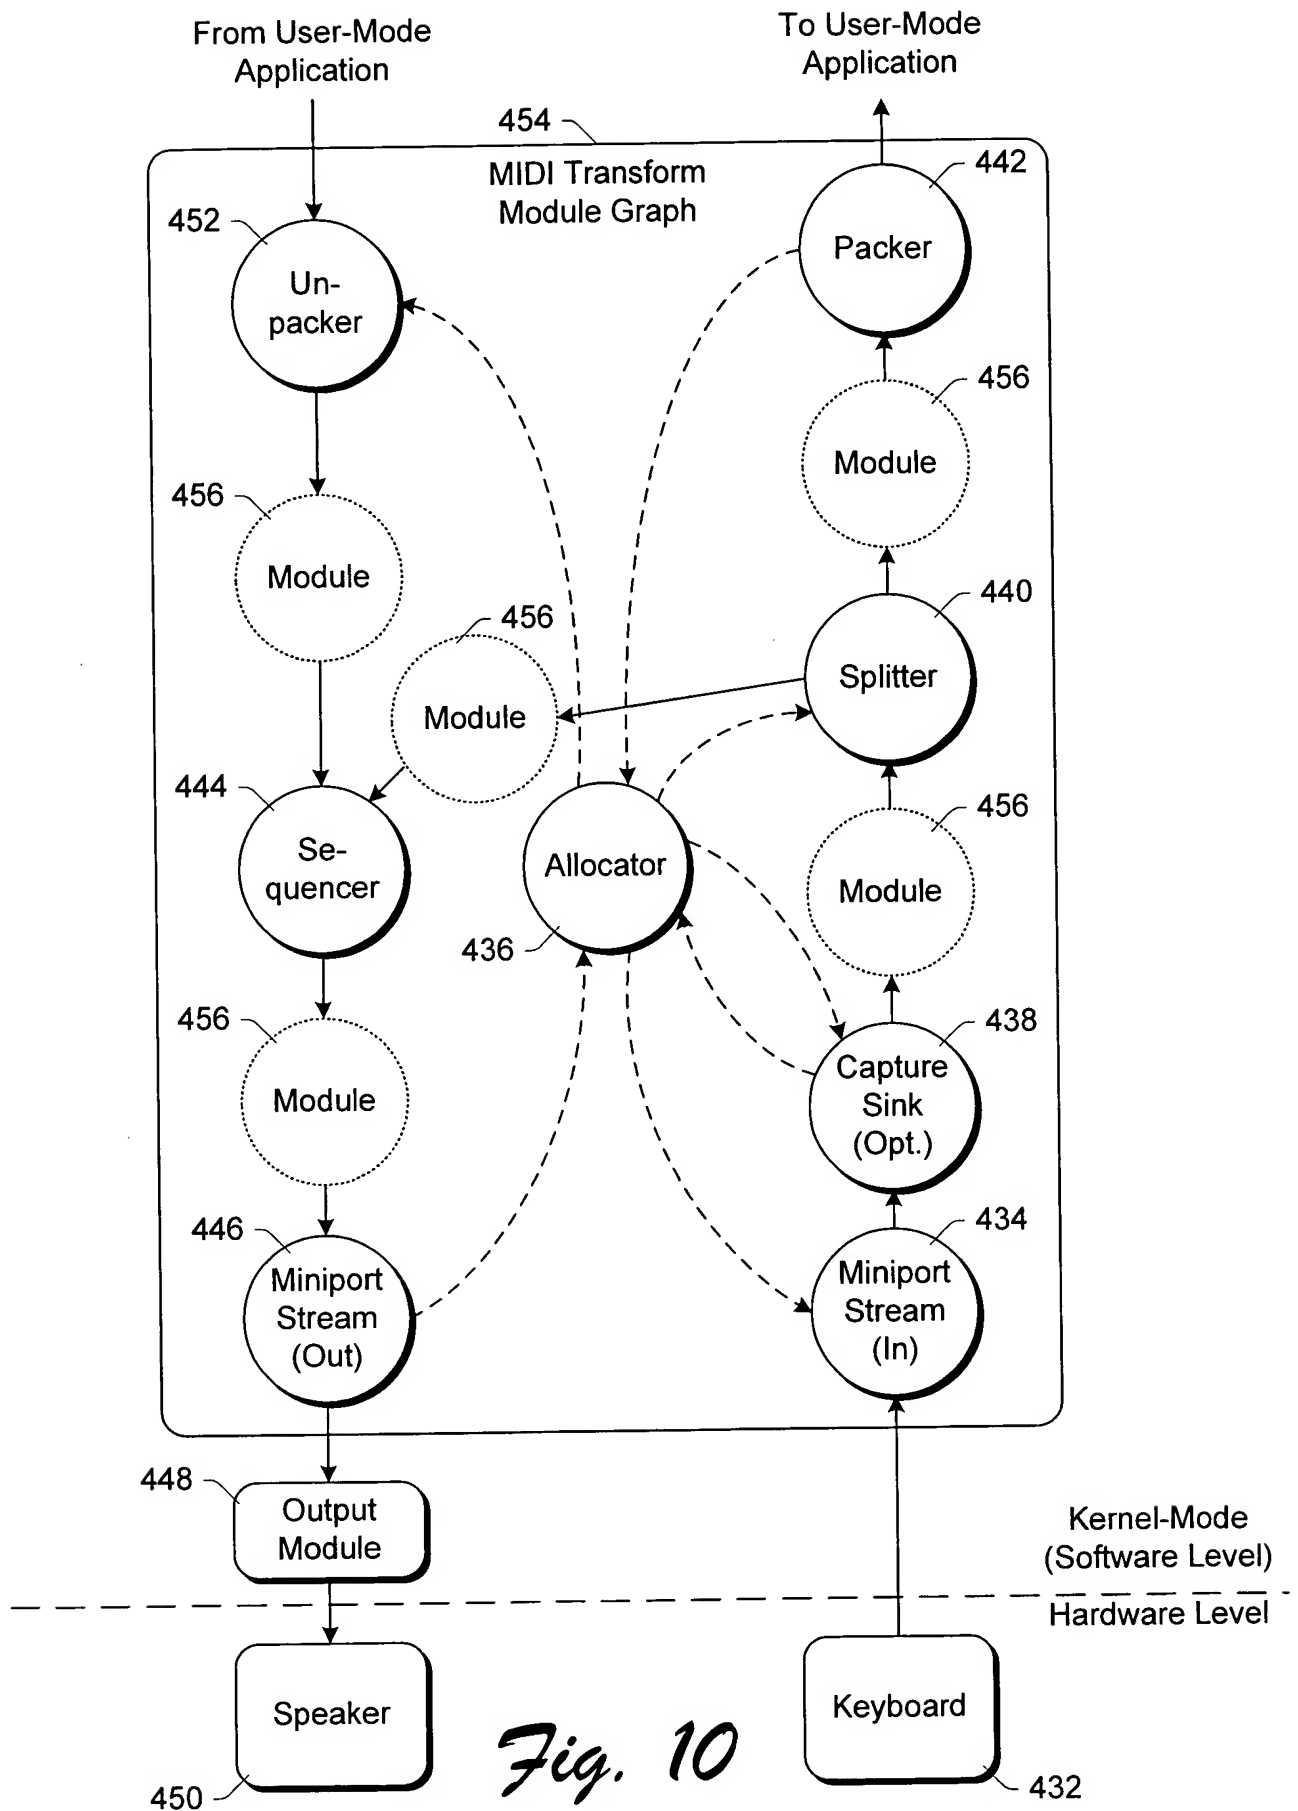 From User-Mode
Application
To User-Mode
Application
454
MIDI Transform
Module Graph
442
Packer
452
Un-
packer
456
Module
456
Module
456
Module
440
Splitter
444
Se-
quencer
Allocator
436
456
Module
456
Module
438
Capture
Sink
(Opt.)
446
Miniport
Stream
(Out)
434
Miniport
Stream
(In)
448
Output
Module
Kernel-Mode
(Software Level)
Hardware Level
Speaker
450
Keyboard
432
Fig. 10